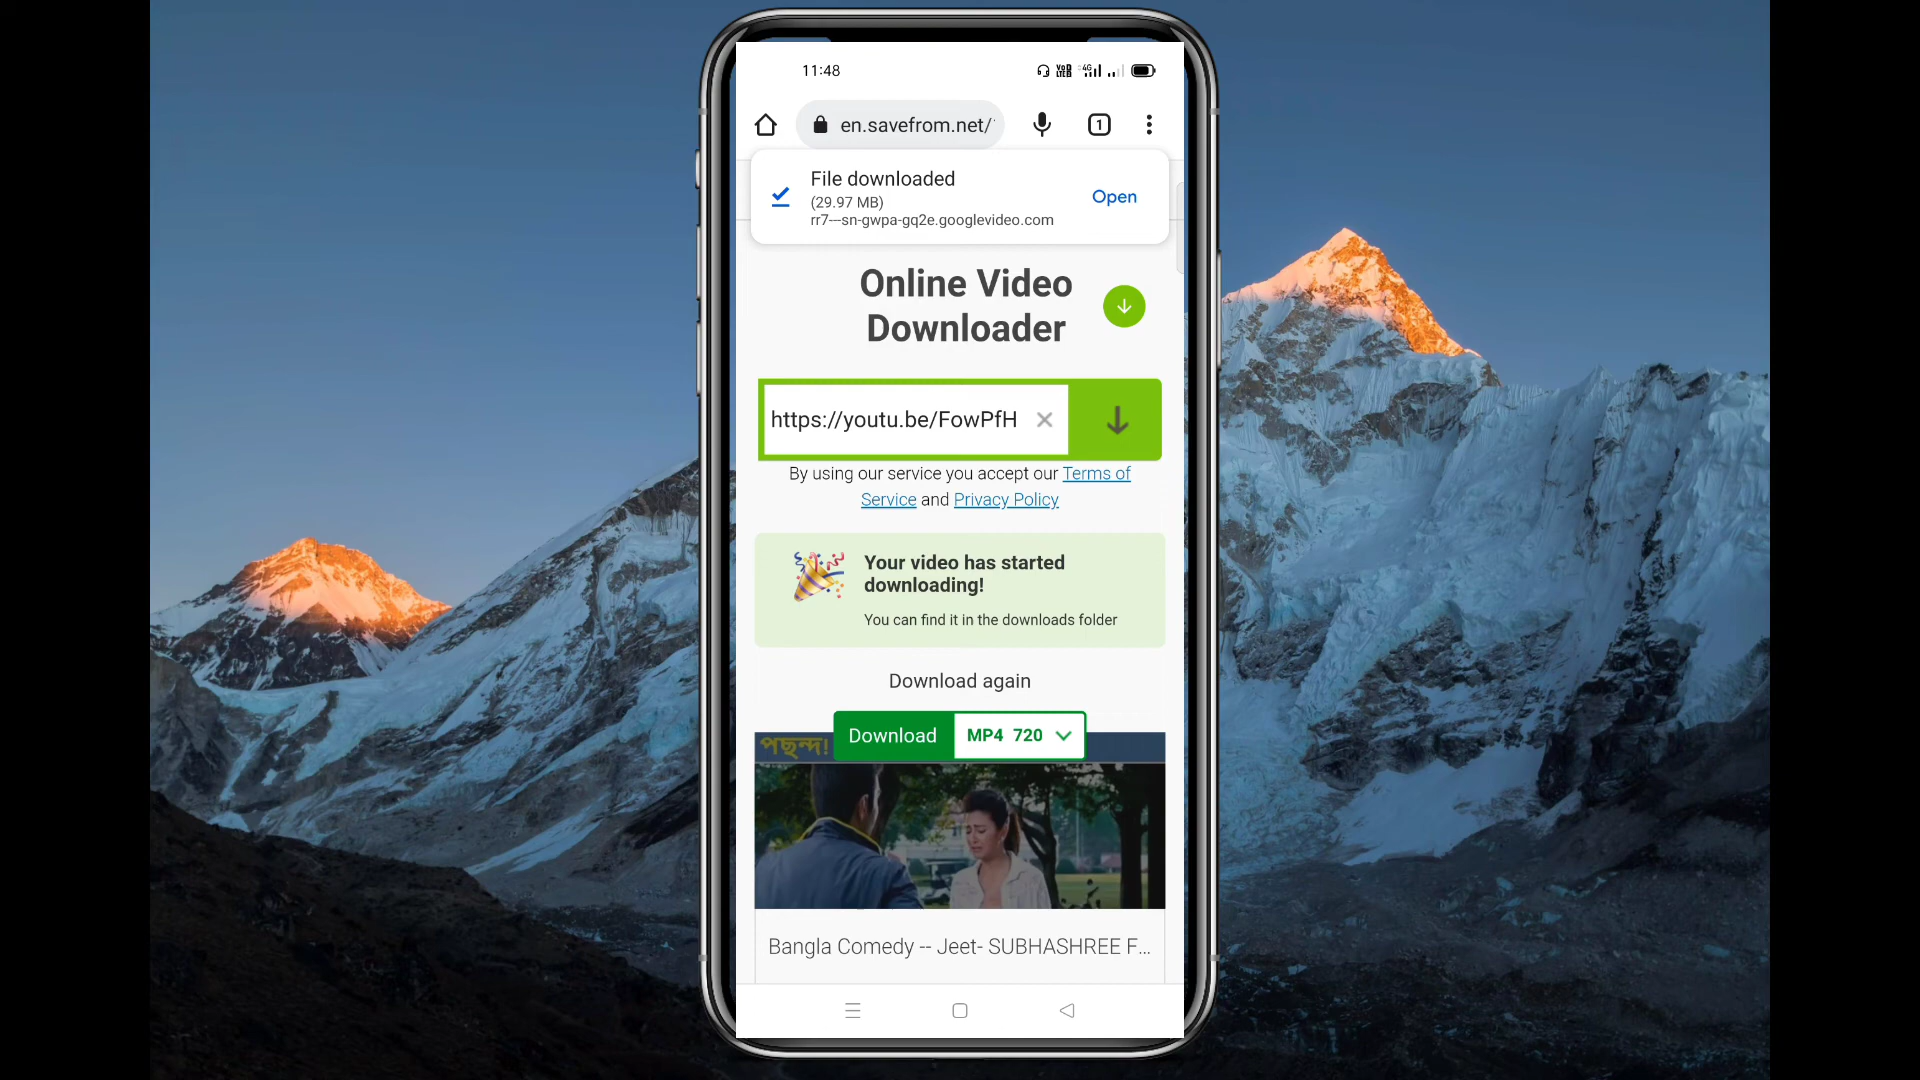 11:48
4G
en.savefrom.net/
1
File downloaded
(29.97 MB)
Open
rr7---sn-gwpa-gq2e.googlevideo.com
Online Video
Downloader
https://youtu.be/FowPfH
By using our service you accept our Terms of
Service and Privacy Policy
Your video has started
downloading!
You can find it in the downloads folder
Download again
Download MP4 720
পছন্দ!
Bangla Comedy -- Jeet- SUBHASHREE F...